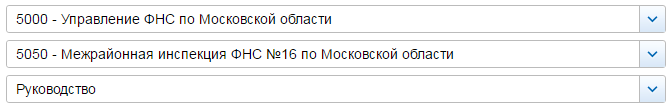 5000 - Управление ФНС по Московской области
5050 - Межрайонная инспекция ФНС №16 по Московской области
Руководство